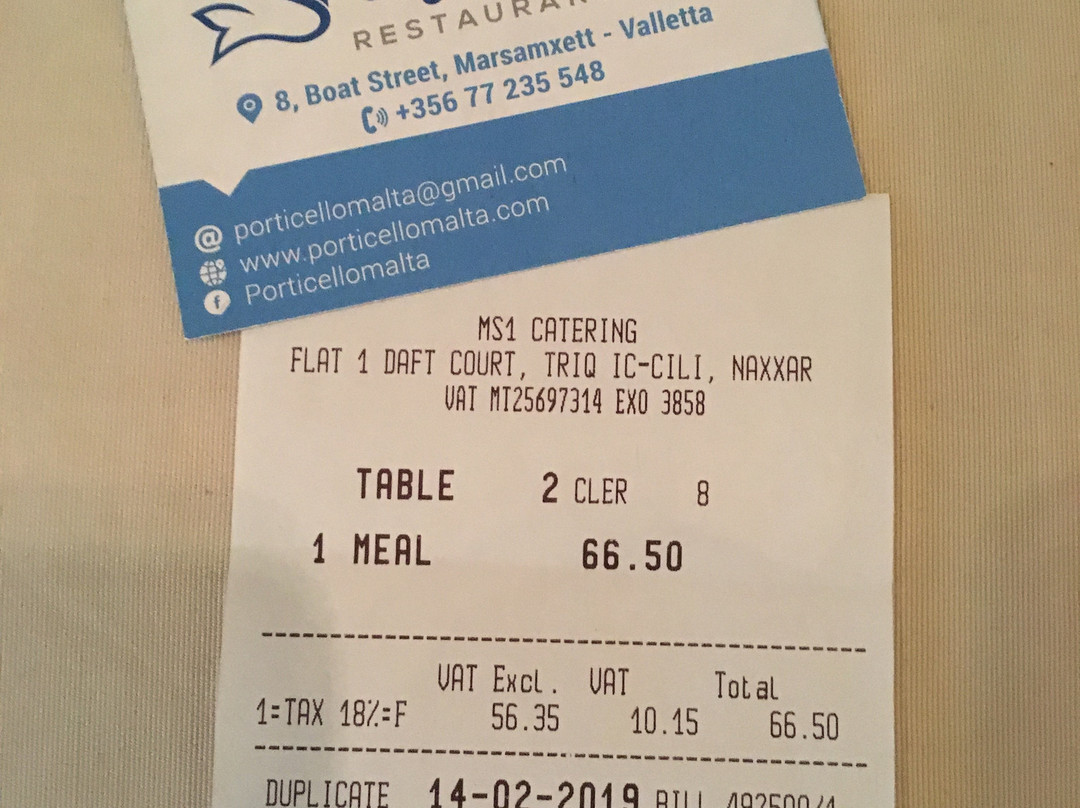 RESTAURAN
8, Boat Street, Marsamxett - Valletta
+356 77 235 548
@ porticellomalta@gmail.com
www.porticellomalta.com
f Porticellomalta
MS1 CATERING
FLAT 1 DAFT COURT, TRIQ IC-CILI, NAXXAR
VAT MT25697314 EXO 3858
TABLE 2 CLER 8
1 MEAL 66.50
VAT Excl. VAT Total
1=TAX 18%=F 56.35 10.15 66.50
DUPLICATE 14-02-2019 BILL